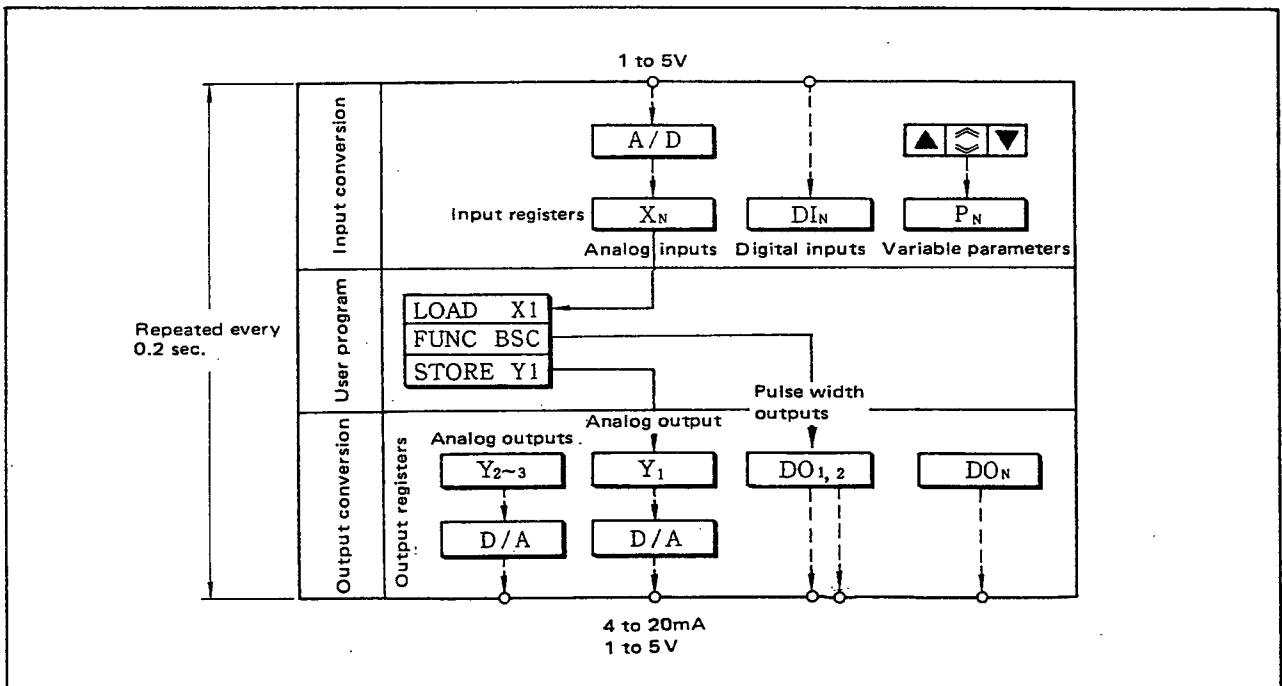 1 to 5V
Input conversion
A/D
▲ ︽︾ ▼
Input registers
XN
DIN
PN
Analog inputs
Digital inputs
Variable parameters
Repeated every
0.2 sec.
User program
LOAD X1
FUNC BSC
STORE Y1
Pulse width
outputs
Output conversion
Output registers
Analog outputs
Analog output
Y2~3
Y1
DO1, 2
DON
D/A
D/A
4 to 20mA
1 to 5V